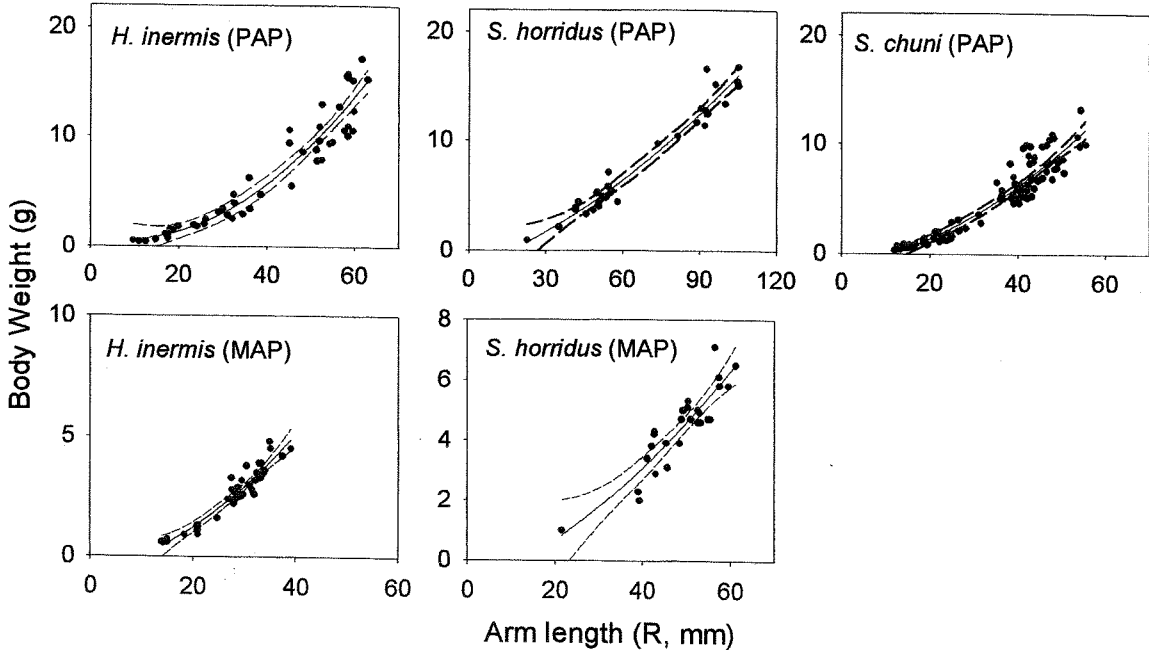 H. inermis (PAP)
S. horridus (PAP)
S. chuni (PAP)
20
10
0
0 20 40 60
20
10
0
0 30 60 90 120
20
10
0
0 20 40 60
H. inermis (MAP)
S. horridus (MAP)
10
5
0
0 20 40 60
8
6
4
2
0
0 20 40 60
Body Weight (g)
Arm length (R, mm)